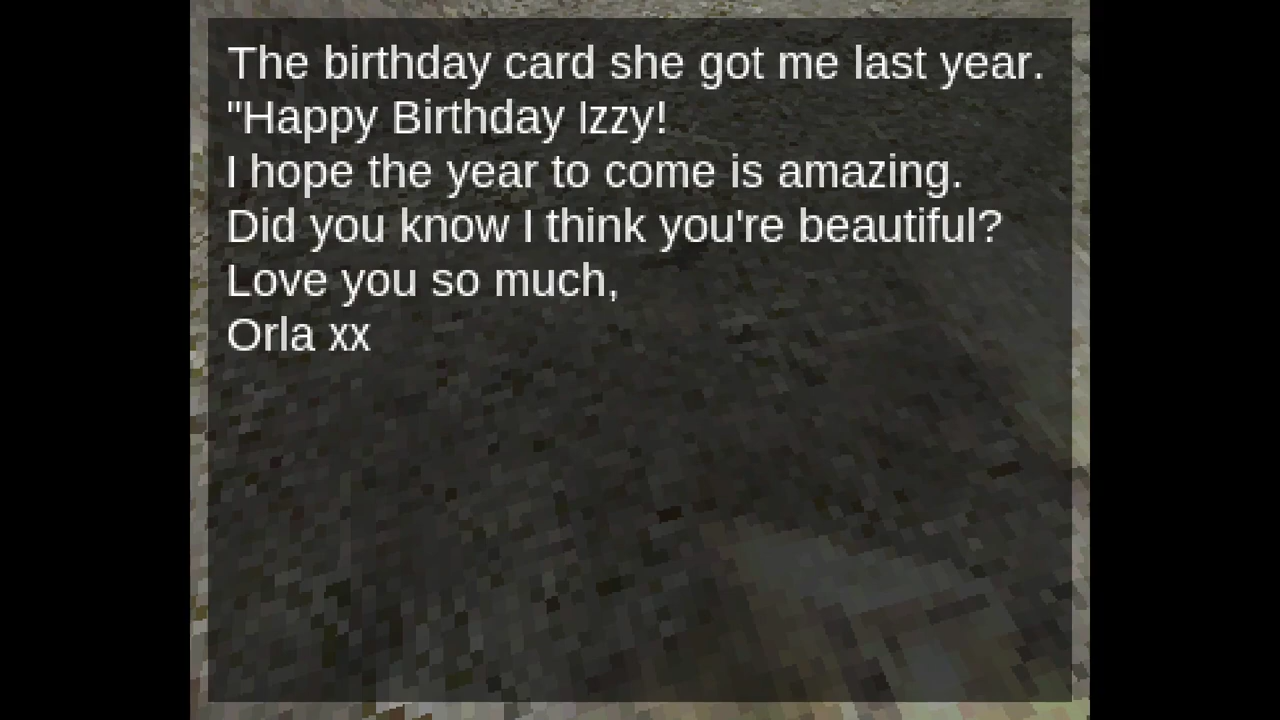 The birthday card she got me last year.
"Happy Birthday Izzy!
I hope the year to come is amazing.
Did you know I think you're beautiful?
Love you so much,
Orla xx